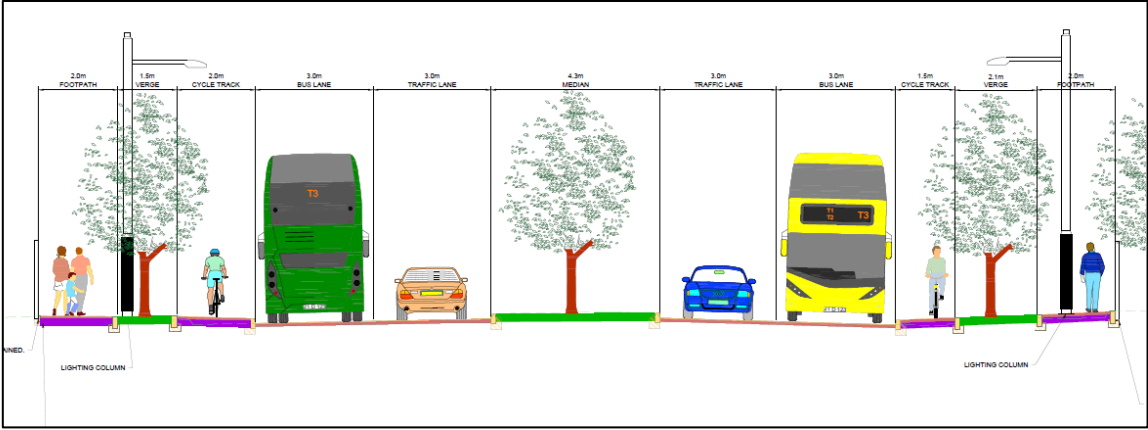 2.0m
FOOTPATH
1.5m
VERGE
2.0m
CYCLE TRACK
3.0m
BUS LANE
3.0m
TRAFFIC LANE
4.3m
MEDIAN
3.0m
TRAFFIC LANE
3.0m
BUS LANE
1.5m
CYCLE TRACK
2.1m
VERGE
2.0m
FOOTPATH
T3
T1
T2
T3
AINED.
LIGHTING COLUMN
LIGHTING COLUMN